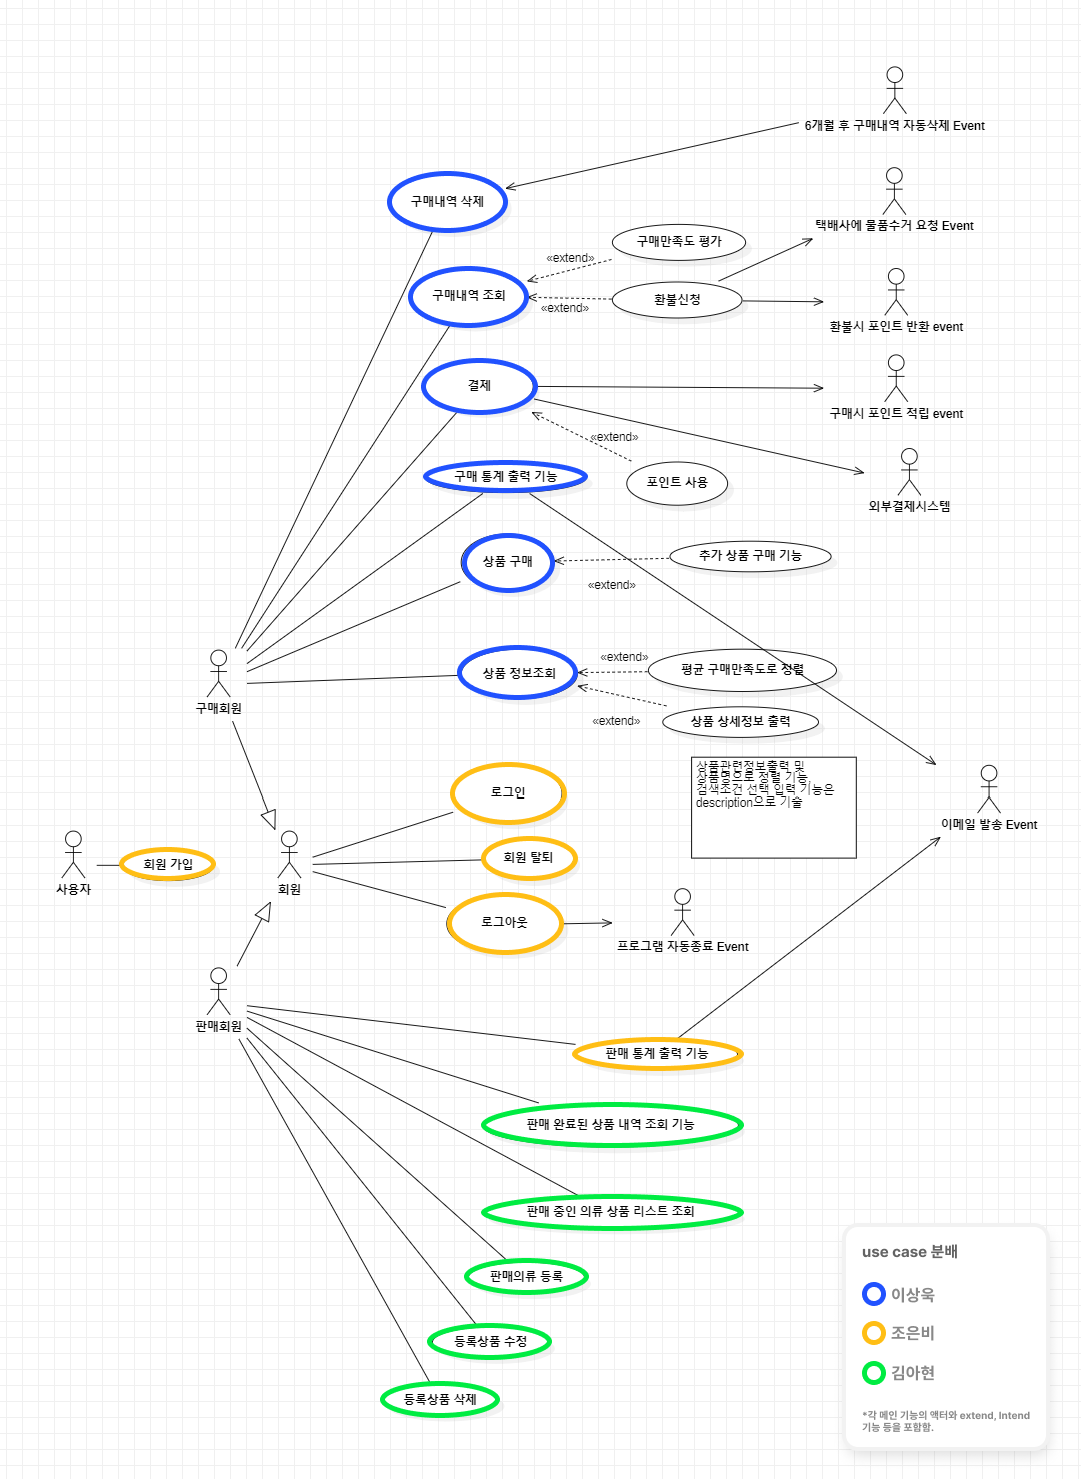 6개월 후 구매내역 자동삭제 Event
구매내역 삭제
택배사에 물품수거 요청 Event
구매만족도 평가
«extend»
구매내역 조회
환불신청
«extend»
환불시 포인트 반환 event
결제
구매시 포인트 적립 event
«extend»
구매 통계 출력 기능
포인트 사용
외부결제시스템
상품 구매
추가 상품 구매 기능
«extend»
«extend»
상품 정보조회
평균 구매만족도로 정렬
구매회원
«extend»
상품 상세정보 출력
상품관련정보출력 및
상품명으로 정렬 기능,
검색조건 선택 입력 기능은
description으로 기술
로그인
이메일 발송 Event
회원 가입
회원 탈퇴
사용자
회원
로그아웃
프로그램 자동종료 Event
판매회원
판매 통계 출력 기능
판매 완료된 상품 내역 조회 기능
판매 중인 의류 상품 리스트 조회
판매의류 등록
등록상품 수정
등록상품 삭제
use case 분배
이상욱
조은비
김아현
*각 메인 기능의 액터와 extend, Intend
기능 등을 포함함.